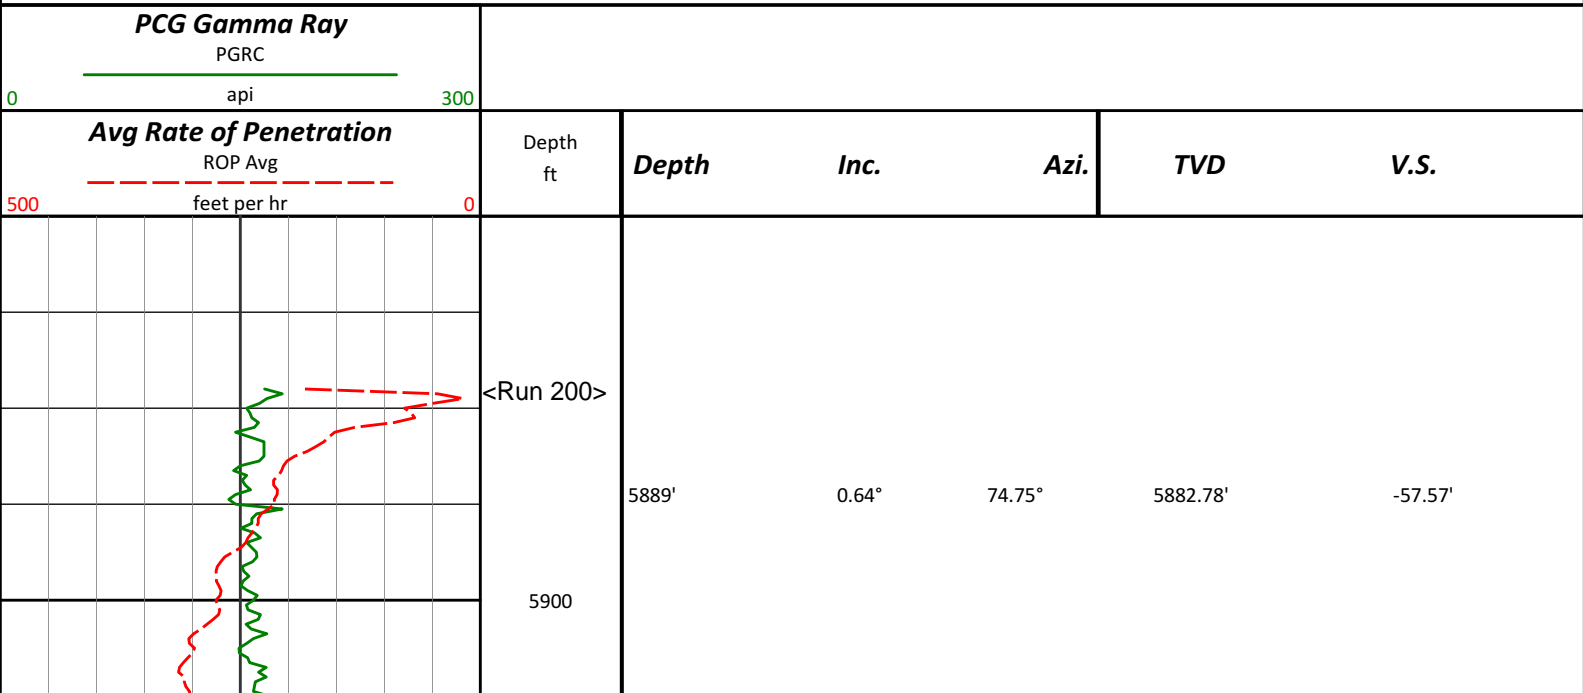 PCG Gamma Ray
PGRC
api
0 300
Avg Rate of Penetration
ROP Avg
feet per hr
500 0
Depth
ft
Depth Inc. Azi. TVD V.S.
<Run 200>
5889' 0.64° 74.75° 5882.78' -57.57'
5900